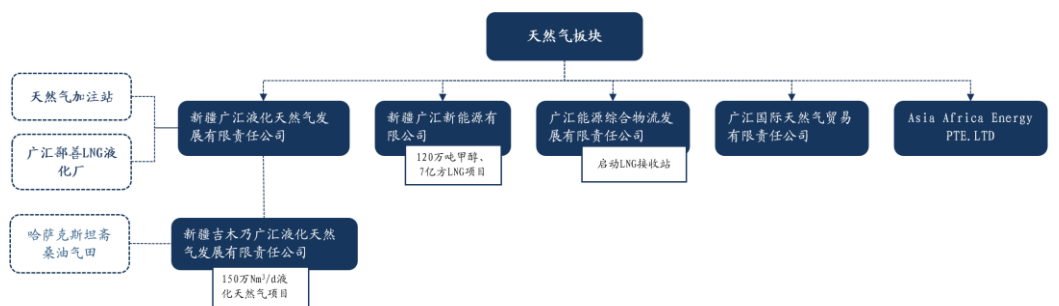 天然气板块
天然气加注站
广汇鄯善LNG液
化厂
新疆广汇液化天然气发
展有限责任公司
新疆广汇新能源有
限公司
120万吨甲醇、
7亿方LNG项目
广汇能源综合物流发
展有限责任公司
启动LNG接收站
广汇国际天然气贸易
有限责任公司
Asia Africa Energy
PTE.LTD
哈萨克斯坦斋
桑油气田
新疆吉木乃广汇液化天然
气发展有限责任公司
150万Nm³/d液
化天然气项目